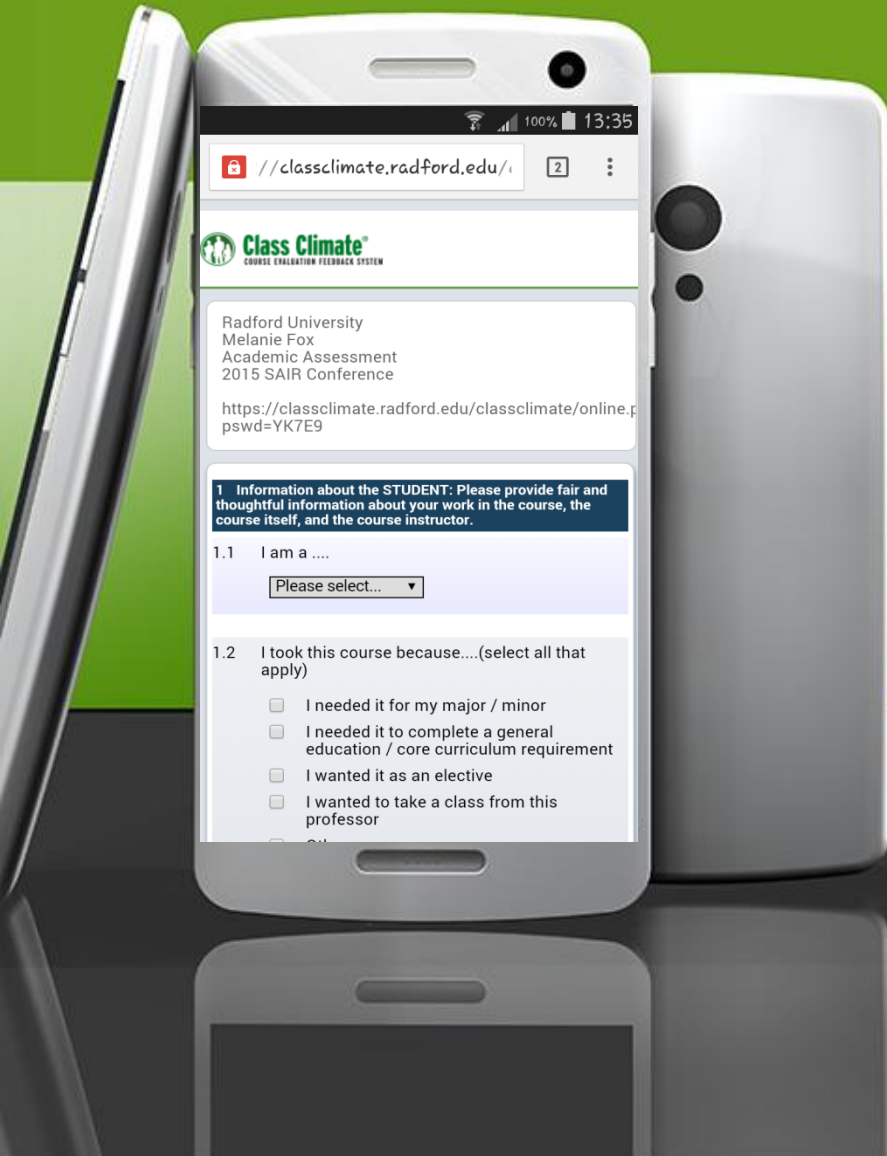 100% 13:35
//classclimate.radford.edu/
2
Class Climate®
COURSE EVALUATION FEEDBACK SYSTEM
Radford University
Melanie Fox
Academic Assessment
2015 SAIR Conference
https://classclimate.radford.edu/classclimate/online.p
pswd=YK7E9
1 Information about the STUDENT: Please provide fair and
thoughtful information about your work in the course, the
course itself, and the course instructor.
1.1 I am a ....
Please select...
1.2 I took this course because....(select all that
apply)
I needed it for my major / minor
I needed it to complete a general
education / core curriculum requirement
I wanted it as an elective
I wanted to take a class from this
professor